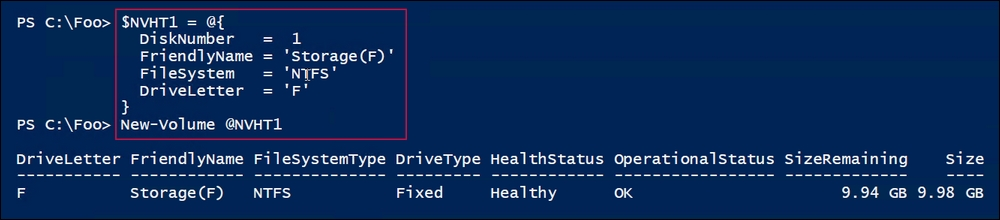 PS C:\Foo> $NVHT1 = @{
DiskNumber   =  1
FriendlyName = 'Storage(F)'
FileSystem   = 'NTFS'
DriveLetter  = 'F'
}
PS C:\Foo> New-Volume @NVHT1
DriveLetter FriendlyName FileSystemType DriveType HealthStatus OperationalStatus SizeRemaining    Size
----------- ------------ -------------- --------- ------------ ----------------- -------------    ----
F           Storage(F)   NTFS           Fixed     Healthy      OK                      9.94 GB 9.98 GB